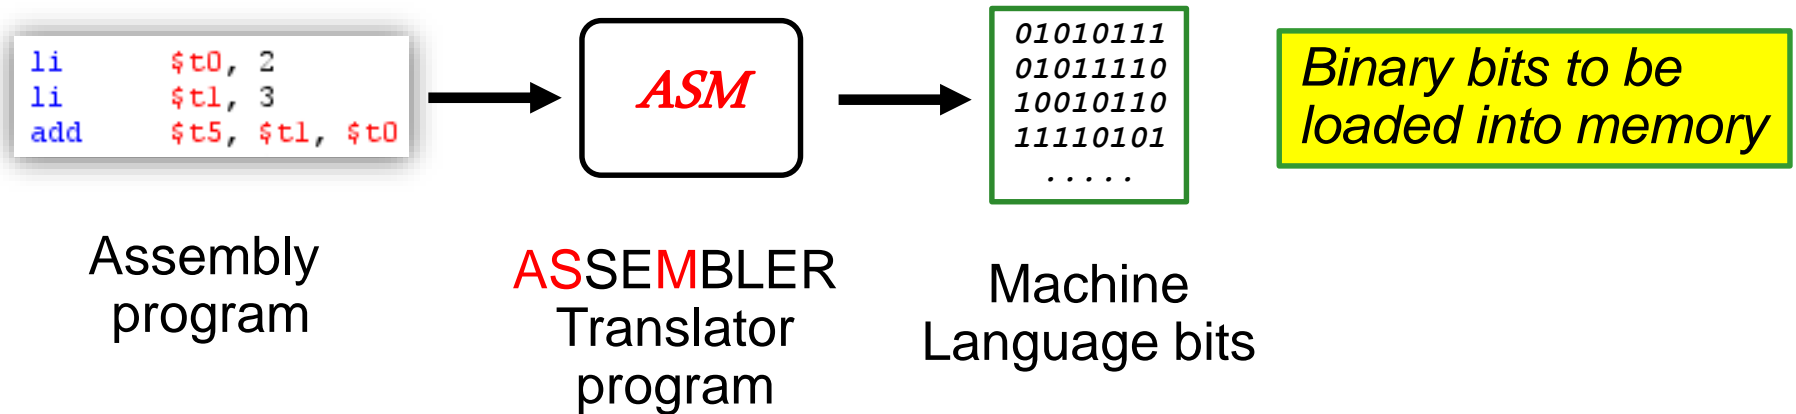 li $t0, 2
li $t1, 3
add $t5, $t1, $t0
ASM
01010111
01011110
10010110
11110101
.....
Binary bits to be
loaded into memory
Assembly
program
ASSEMBLER
Translator
program
Machine
Language bits